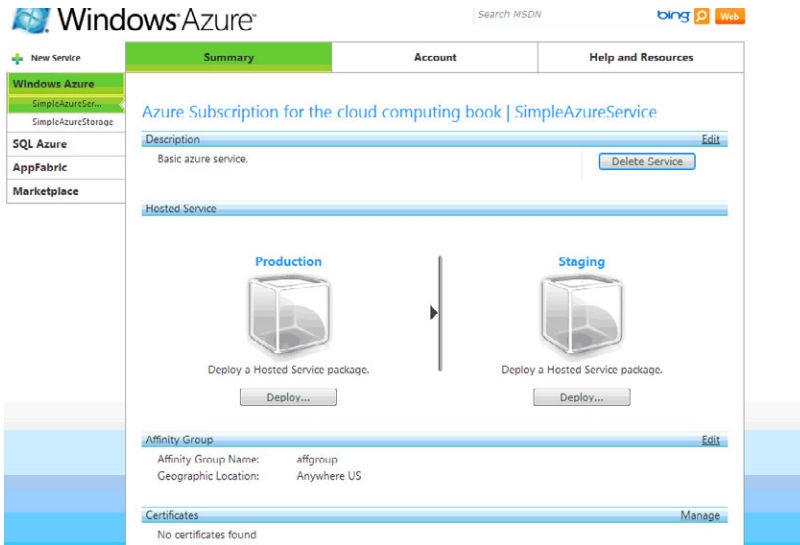 Windows Azure
Search MSDN
bing
Web
New Service
Summary
Account
Help and Resources
Windows Azure
SimpleAzureSer...
SimpleAzureStorage
SQL Azure
AppFabric
Marketplace
Azure Subscription for the cloud computing book | SimpleAzureService
Description
Edit
Basic azure service.
Delete Service
Hosted Service
Production
Staging
Deploy a Hosted Service package.
Deploy a Hosted Service package.
Deploy...
Deploy...
Affinity Group
Edit
Affinity Group Name: affgroup
Geographic Location: Anywhere US
Certificates
Manage
No certificates found